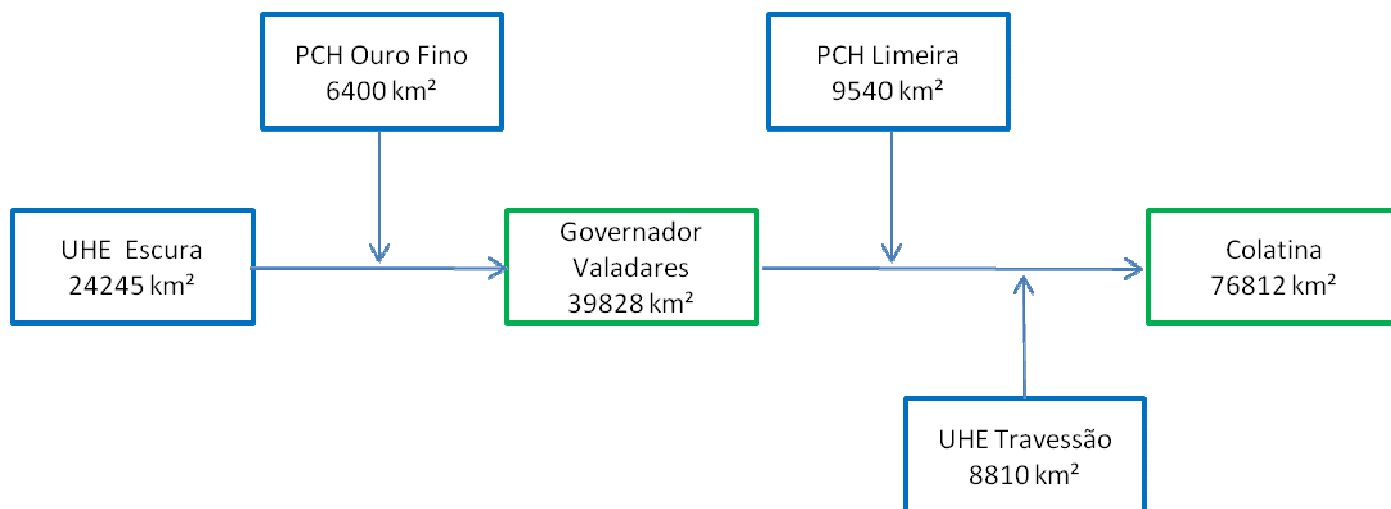 PCH Ouro Fino
6400 km²
PCH Limeira
9540 km²
UHE Escura
24245 km²
Governador
Valadares
39828 km²
Colatina
76812 km²
UHE Travessão
8810 km²